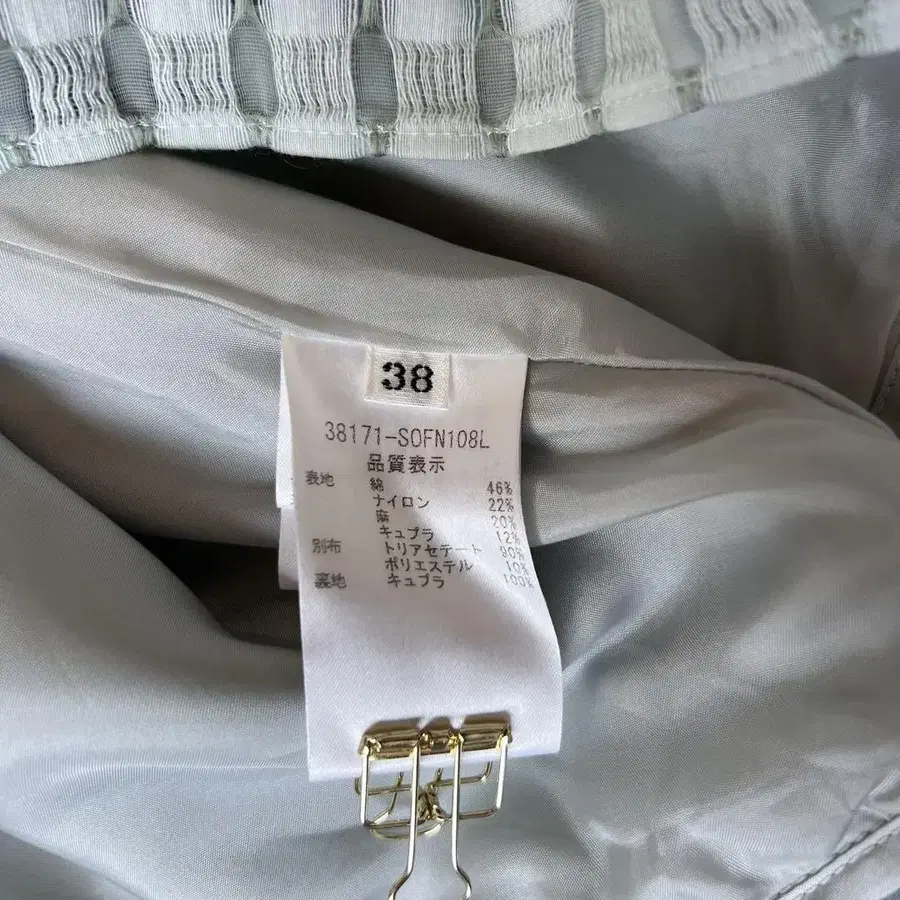 38
38171-SOFN108L
品質表示
表地 綿 46%
ナイロン 22%
麻 20%
キュプラ 12%
別布 トリアセテート 90%
ポリエステル 10%
裏地 キュプラ 100%